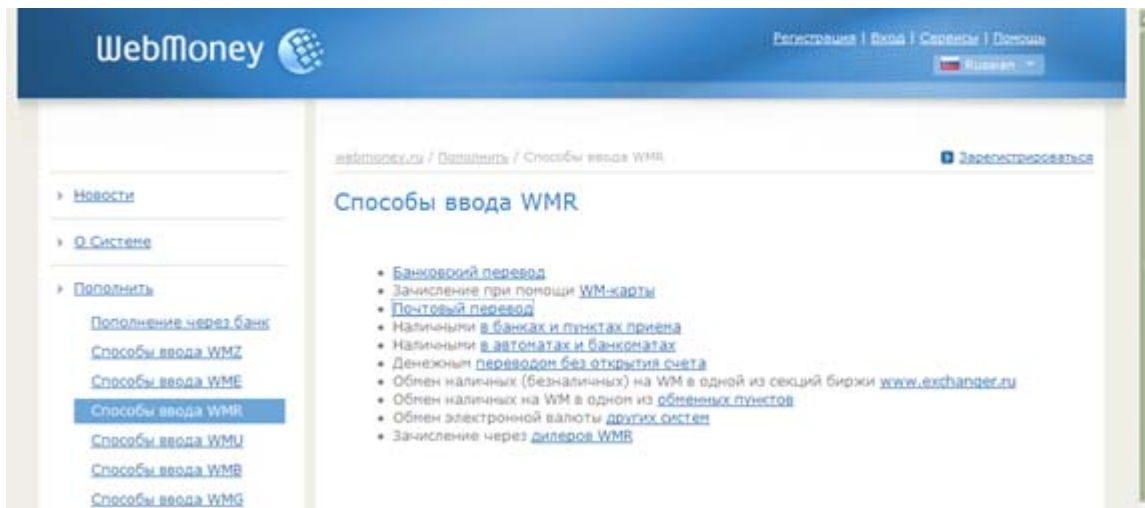 WebMoney
Регистрация | Вход | Сервисы | Помощь
Russian
webmoney.ru / Пополнить / Способы ввода WMR
Зарегистрироваться
Новости
О Системе
Пополнить
Пополнение через банк
Способы ввода WMZ
Способы ввода WME
Способы ввода WMR
Способы ввода WMU
Способы ввода WMB
Способы ввода WMG
Способы ввода WMR
• Банковский перевод
• Зачисление при помощи WM-карты
• Почтовый перевод
• Наличными в банках и пунктах приема
• Наличными в автоматах и банкоматах
• Денежным переводом без открытия счета
• Обмен наличных (безналичных) на WM в одной из секций биржи www.exchanger.ru
• Обмен наличных на WM в одном из обменных пунктов
• Обмен электронной валюты других систем
• Зачисление через дилеров WMR